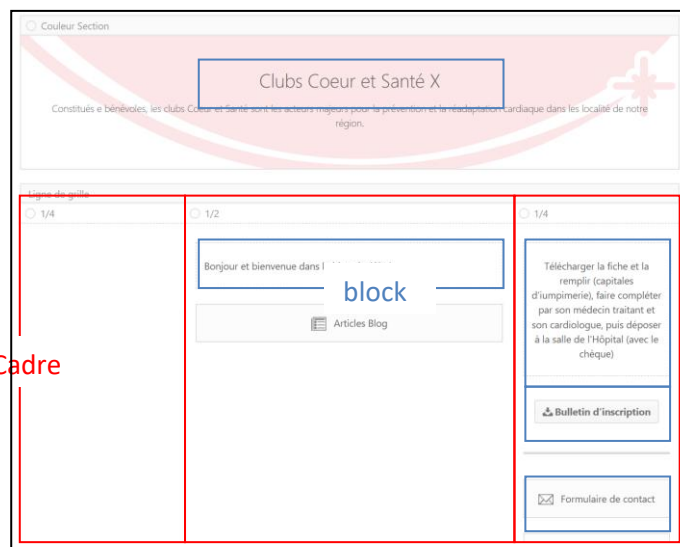 Couleur Section
Clubs Coeur et Santé X
Constitués e bénévoles, les clubs Coeur et Santé sont les acteurs majeurs pour la prévention et la réadaptation cardiaque dans les localité de notre
région.
Ligne de grille
1/4
1/2
1/4
Bonjour et bienvenue dans
block
Articles Blog
Cadre
Télécharger la fiche et la
remplir (capitales
d'iumpimerie), faire compléter
par son médecin traitant et
son cardiologue, puis déposer
à la salle de l'Hôpital (avec le
chèque)
Bulletin d'inscription
Formulaire de contact